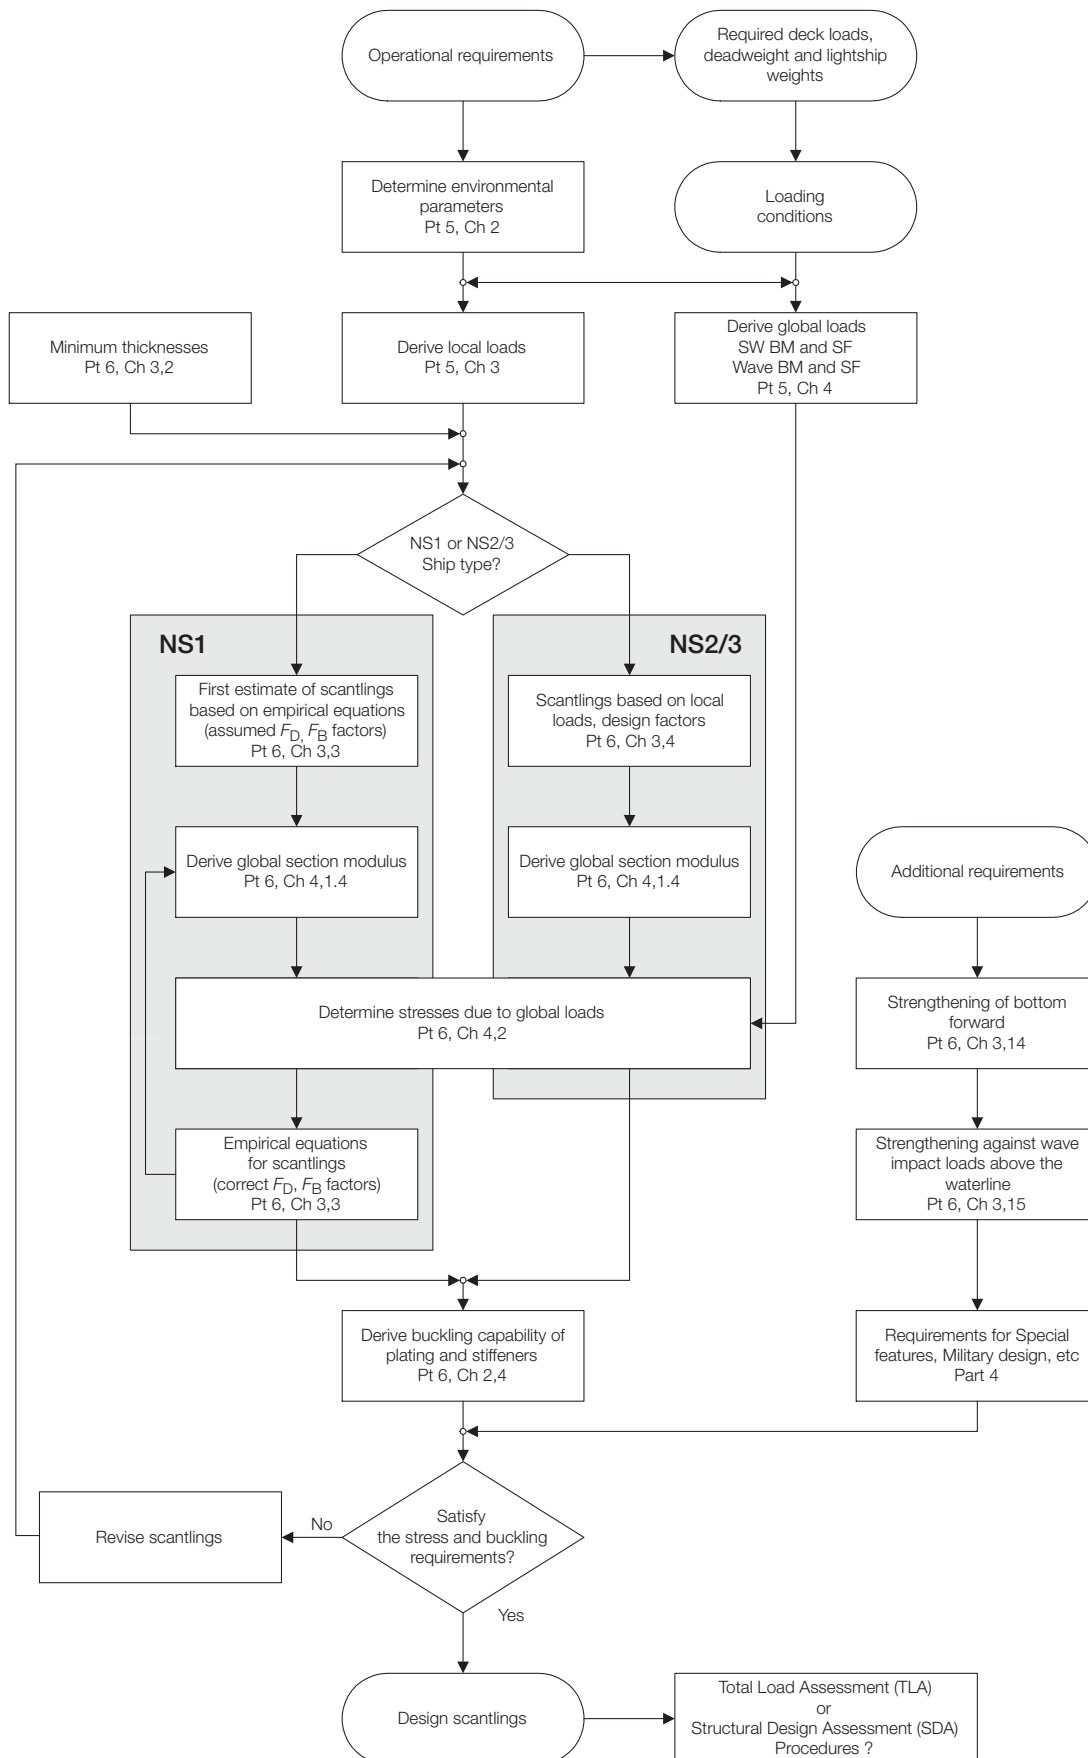 Operational requirements
Required deck loads,
deadweight and lightship
weights
Determine environmental
parameters
Pt 5, Ch 2
Loading
conditions
Minimum thicknesses
Pt 6, Ch 3,2
Derive local loads
Pt 5, Ch 3
Derive global loads
SW BM and SF
Wave BM and SF
Pt 5, Ch 4
NS1 or NS2/3
Ship type?
NS1
NS2/3
First estimate of scantlings
based on empirical equations
(assumed FD, FB factors)
Pt 6, Ch 3,3
Scantlings based on local
loads, design factors
Pt 6, Ch 3,4
Derive global section modulus
Pt 6, Ch 4,1.4
Derive global section modulus
Pt 6, Ch 4,1.4
Additional requirements
Determine stresses due to global loads
Pt 6, Ch 4,2
Strengthening of bottom
forward
Pt 6, Ch 3,14
Empirical equations
for scantlings
(correct FD, FB factors)
Pt 6, Ch 3,3
Strengthening against wave
impact loads above the
waterline
Pt 6, Ch 3,15
Derive buckling capability of
plating and stiffeners
Pt 6, Ch 2,4
Requirements for Special
features, Military design, etc
Part 4
Revise scantlings
No
Satisfy
the stress and buckling
requirements?
Yes
Design scantlings
Total Load Assessment (TLA)
or
Structural Design Assessment (SDA)
Procedures ?